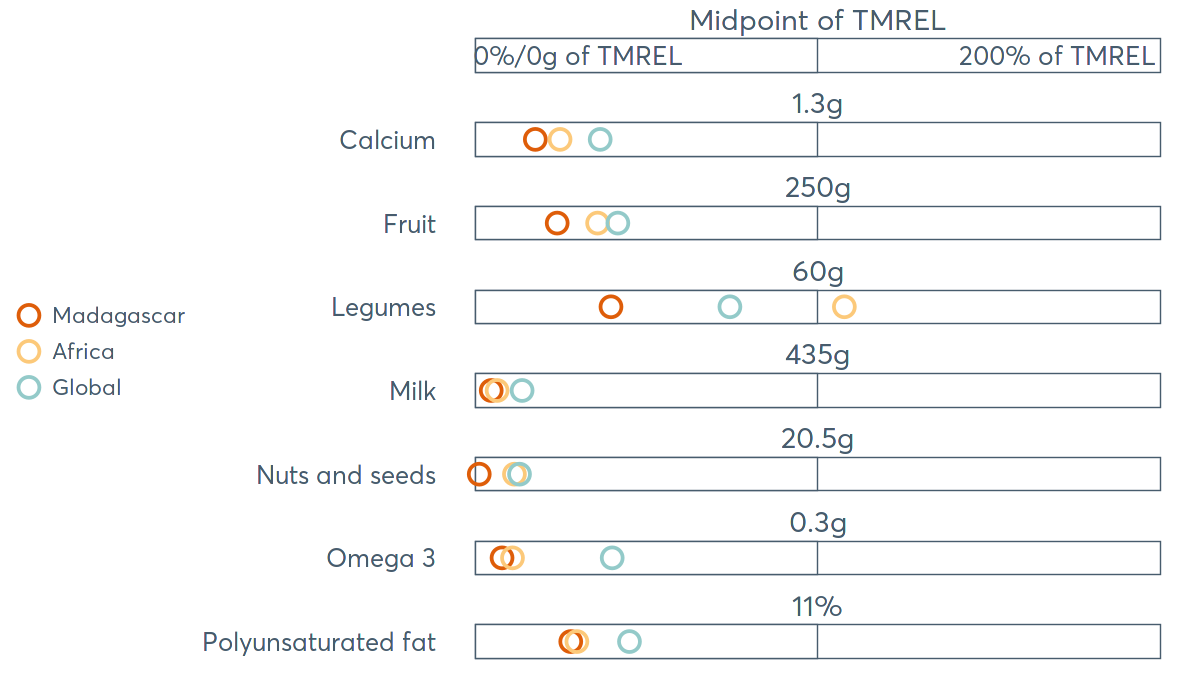 Midpoint of TMREL
0%/0g of TMREL 200% of TMREL
1.3g
Calcium
250g
Fruit
60g
Legumes
435g
Milk
20.5g
Nuts and seeds
0.3g
Omega 3
11%
Polyunsaturated fat
Madagascar
Africa
Global